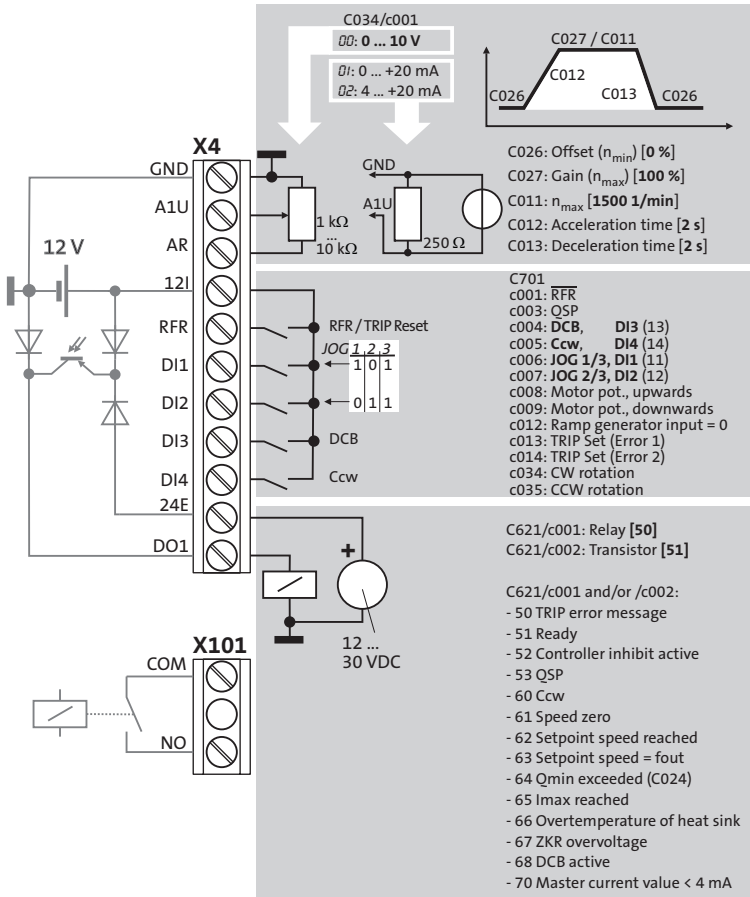 C034/c001
00: 0 ... 10 V
01: 0 ... +20 mA
02: 4 ... +20 mA
C027 / C011
C012
C026
C013
C026
C026: Offset (nmin) [0 %]
C027: Gain (nmax) [100 %]
C011: nmax [1500 1/min]
C012: Acceleration time [2 s]
C013: Deceleration time [2 s]
X4
GND
A1U
AR
12I
RFR
DI1
DI2
DI3
DI4
24E
DO1
12 V
1 kΩ
...
10 kΩ
GND
A1U
250 Ω
RFR / TRIP Reset
JOG 1 2 3
1 0 1
0 1 1
DCB
Ccw
C701
c001: RFR
c003: QSP
c004: DCB, DI3 (13)
c005: Ccw, DI4 (14)
c006: JOG 1/3, DI1 (11)
c007: JOG 2/3, DI2 (12)
c008: Motor pot., upwards
c009: Motor pot., downwards
c012: Ramp generator input = 0
c013: TRIP Set (Error 1)
c014: TRIP Set (Error 2)
c034: CW rotation
c035: CCW rotation
+
12 ...
30 VDC
C621/c001: Relay [50]
C621/c002: Transistor [51]
C621/c001 and/or /c002:
- 50 TRIP error message
- 51 Ready
- 52 Controller inhibit active
- 53 QSP
- 60 Ccw
- 61 Speed zero
- 62 Setpoint speed reached
- 63 Setpoint speed = fout
- 64 Qmin exceeded (C024)
- 65 Imax reached
- 66 Overtemperature of heat sink
- 67 ZKR overvoltage
- 68 DCB active
- 70 Master current value < 4 mA
X101
COM
NO